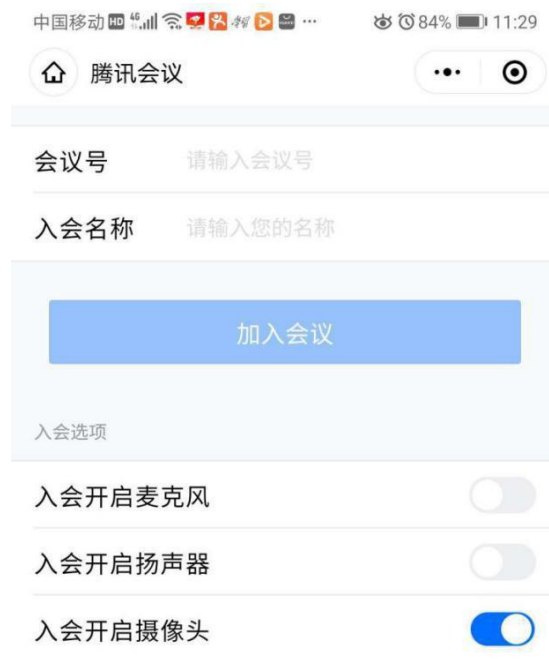 中国移动 HD 46 84% 11:29
腾讯会议
会议号 请输入会议号
入会名称 请输入您的名称
加入会议
入会选项
入会开启麦克风
入会开启扬声器
入会开启摄像头